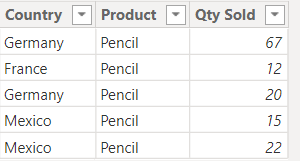 Country Product Qty Sold
Germany Pencil 67
France Pencil 12
Germany Pencil 20
Mexico Pencil 15
Mexico Pencil 22